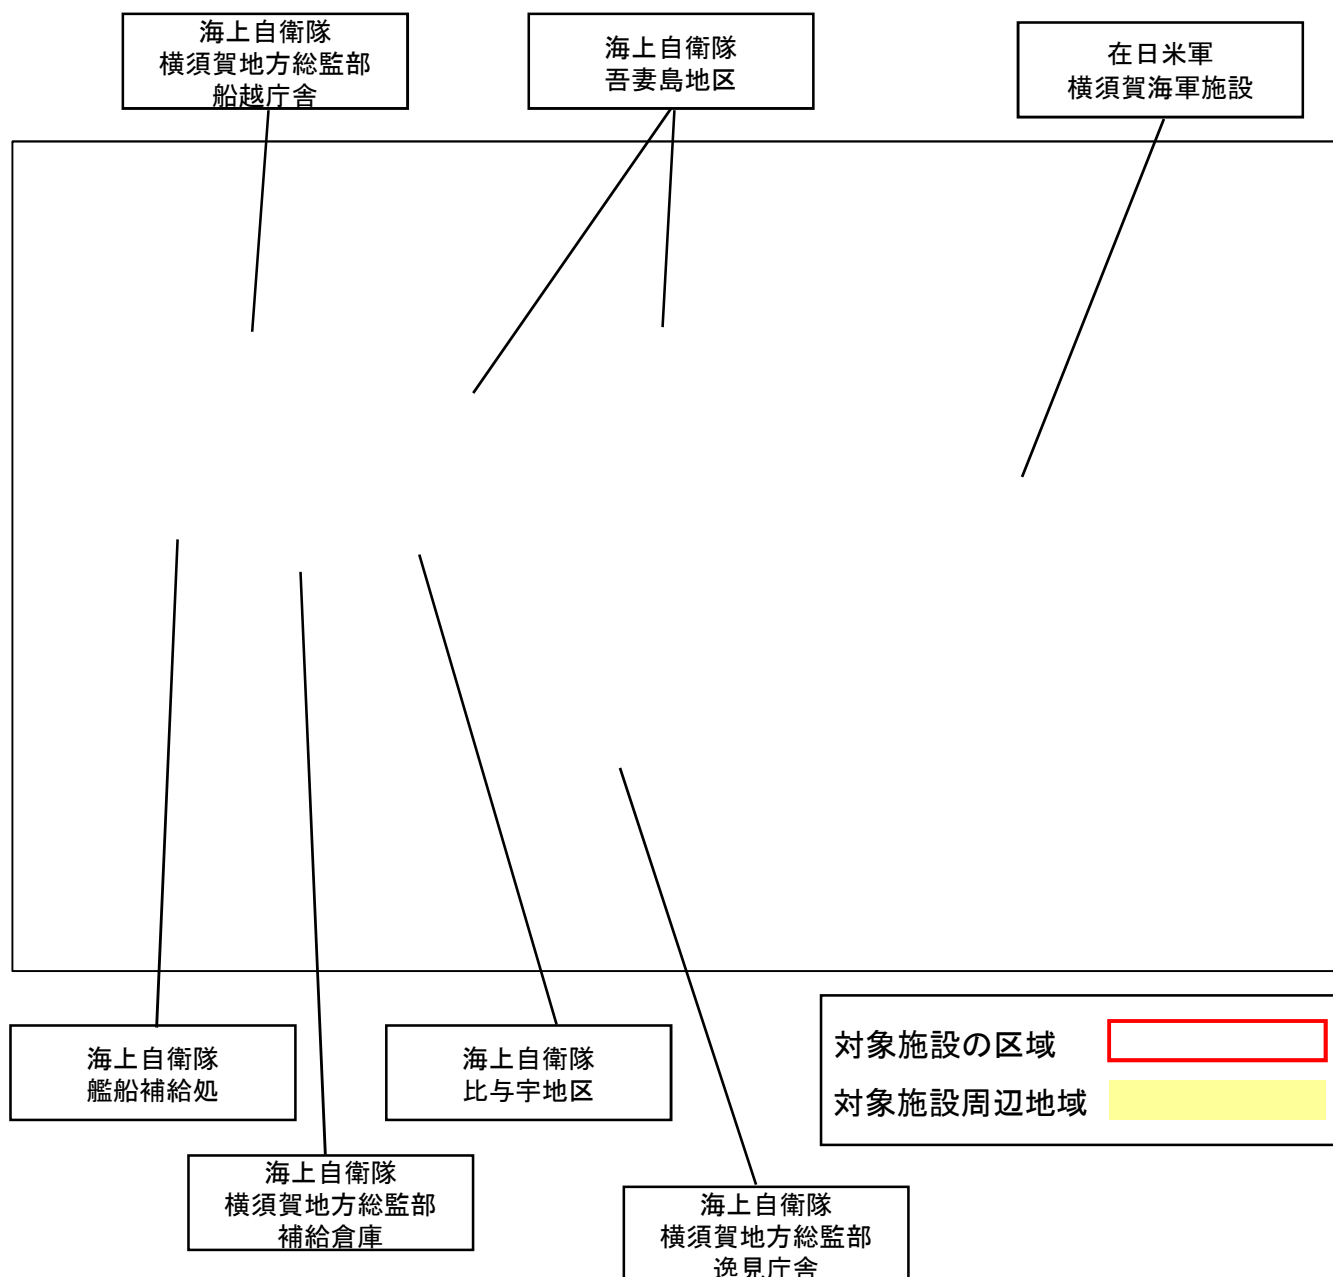 海上自衛隊
横須賀地方総監部
船越庁舎
海上自衛隊
吾妻島地区
在日米軍
横須賀海軍施設
海上自衛隊
艦船補給処
海上自衛隊
比与宇地区
対象施設の区域
対象施設周辺地域
海上自衛隊
横須賀地方総監部
補給倉庫
海上自衛隊
横須賀地方総監部
逸見庁舎